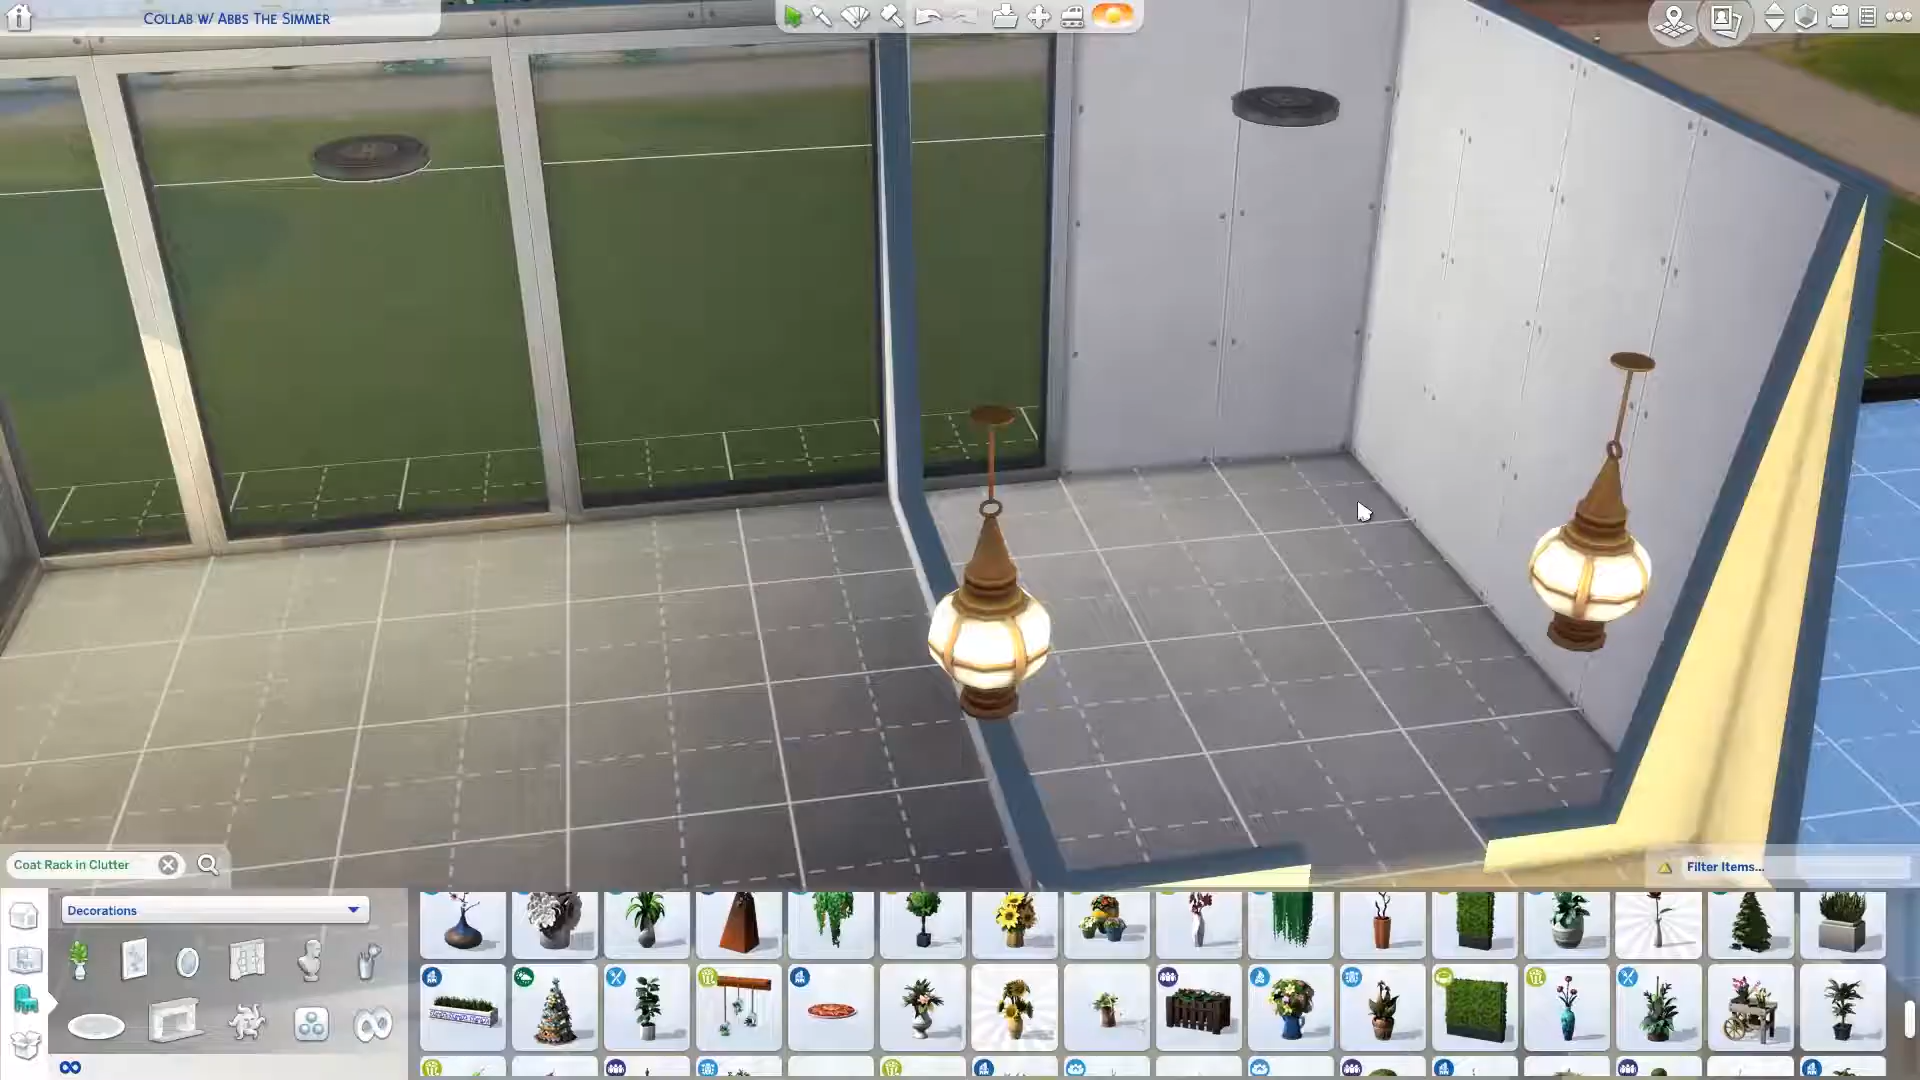 COLLAB W/ ABBS THE SIMMER
Coat Rack in Clutter
Filter Items...
Decorations